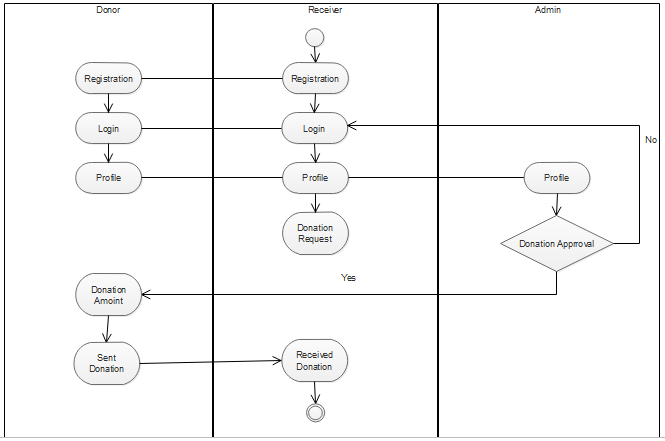 Donor
Receiver
Admin
Registration
Registration
Login
Login
No
Profile
Profile
Profile
Donation
Request
Donation Apprroval
Yes
Donation
Amoint
Sent
Donation
Received
Donation